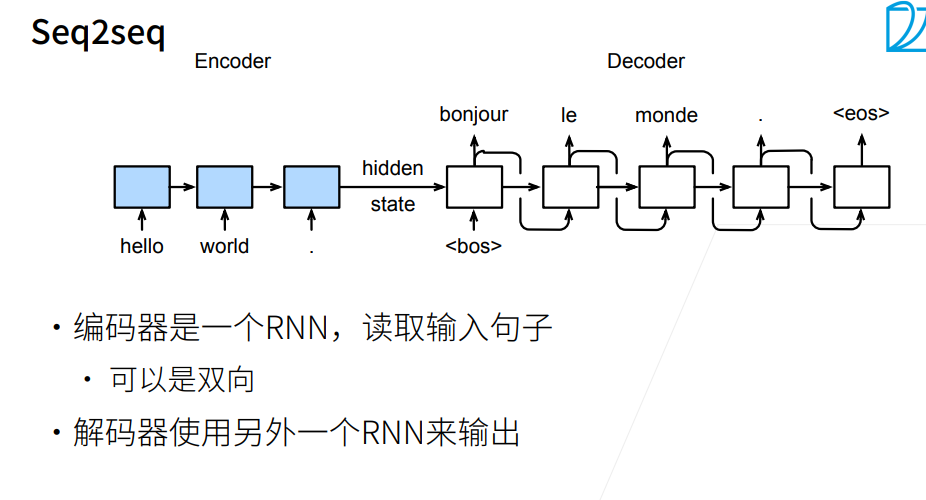 Seq2seq
Encoder
Decoder
bonjour le monde . <eos>
hidden
state
hello world . <bos>
• 编码器是一个RNN，读取输入句子
• 可以是双向
• 解码器使用另外一个RNN来输出